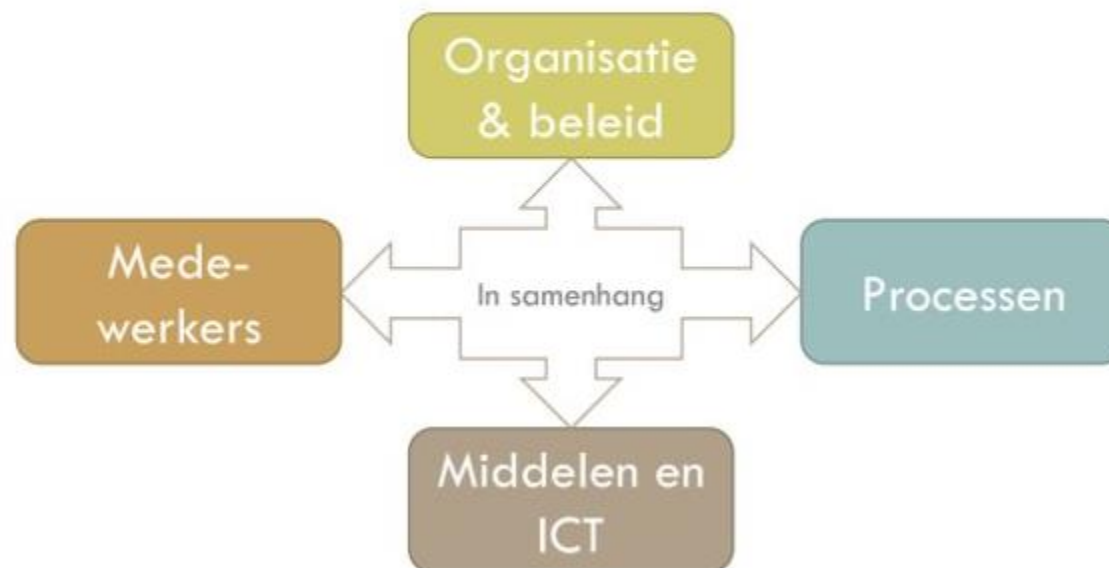 Organisatie
& beleid
Mede-
werkers
In samenhang
Processen
Middelen en
ICT